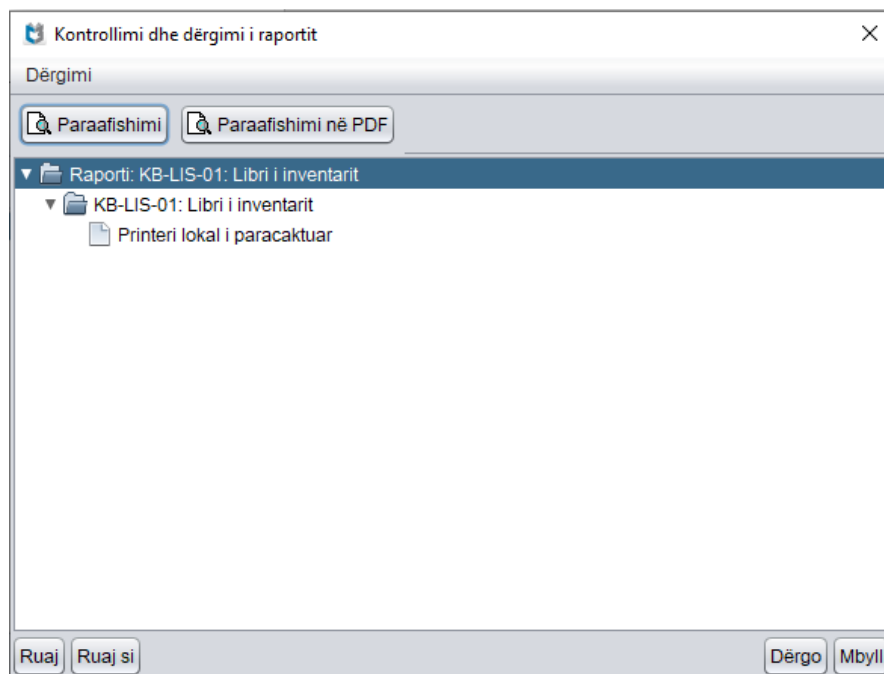 Kontrollimi dhe dërgimi i raportit
Dërgimi
Paraafishimi Paraafishimi në PDF
Raporti: KB-LIS-01: Libri i inventarit
KB-LIS-01: Libri i inventarit
Printeri lokal i paracaktuar
Ruaj Ruaj si Dërgo Mbyll